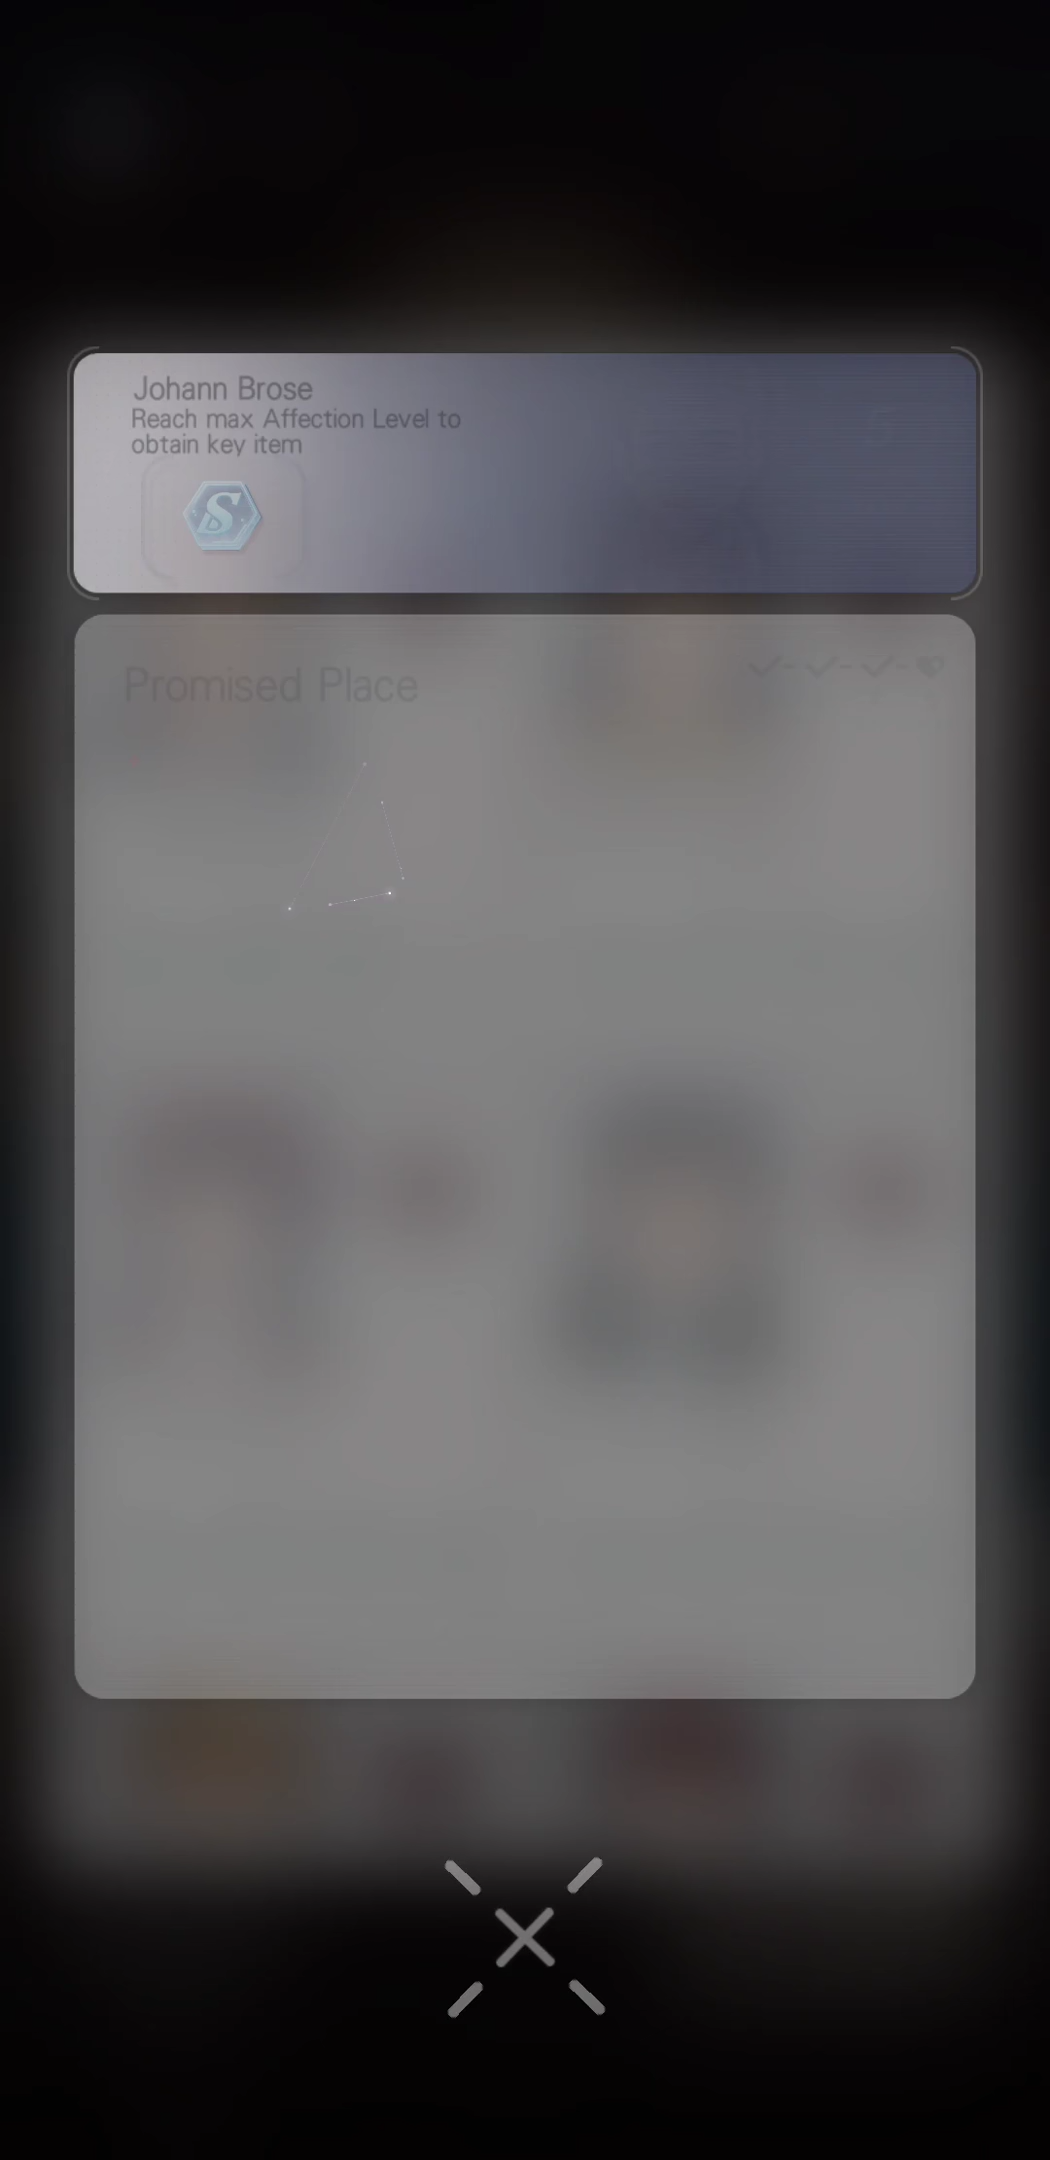 Johann Brose
Reach max Affection Level to
obtain key item
S
Promised Place